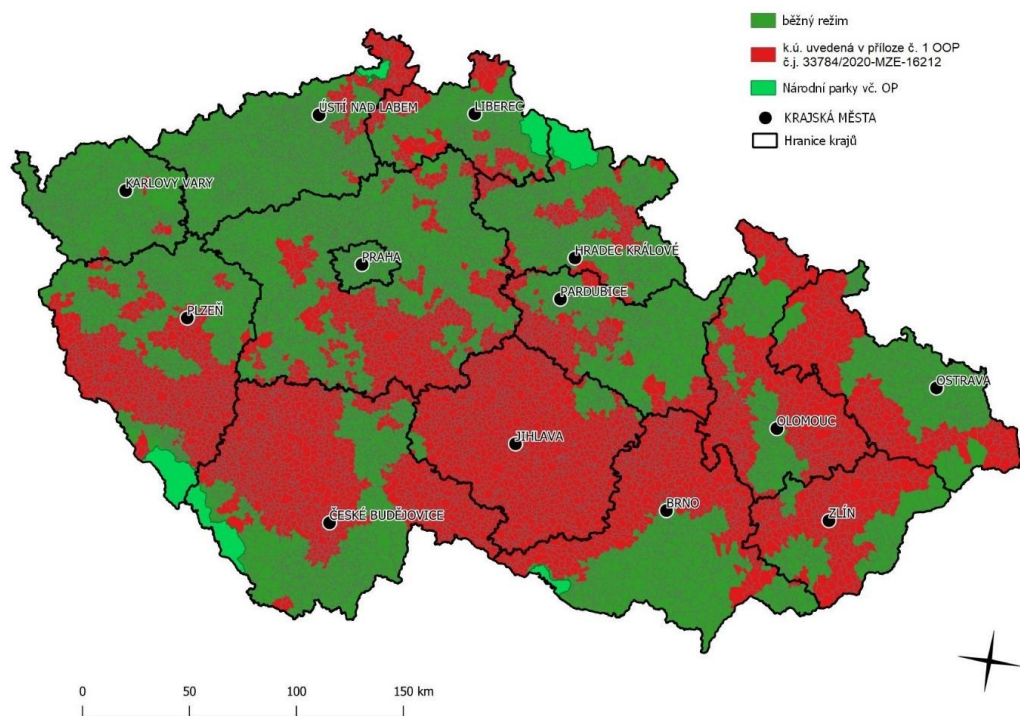 běžný režim
k.ú. uvedená v příloze č. 1 OOP
č.j. 33784/2020-MZE-16212
Národní parky vč. OP
KRAJSKÁ MĚSTA
Hranice krajů
ÚSTÍ NAD LABEM
LIBEREC
KARLOVY VARY
PRAHA
HRADEC KRÁLOVÉ
PARDUBICE
PLZEŇ
OSTRAVA
OLOMOUC
JIHLAVA
BRNO
ZLÍN
ČESKÉ BUDĚJOVICE
0 50 100 150 km